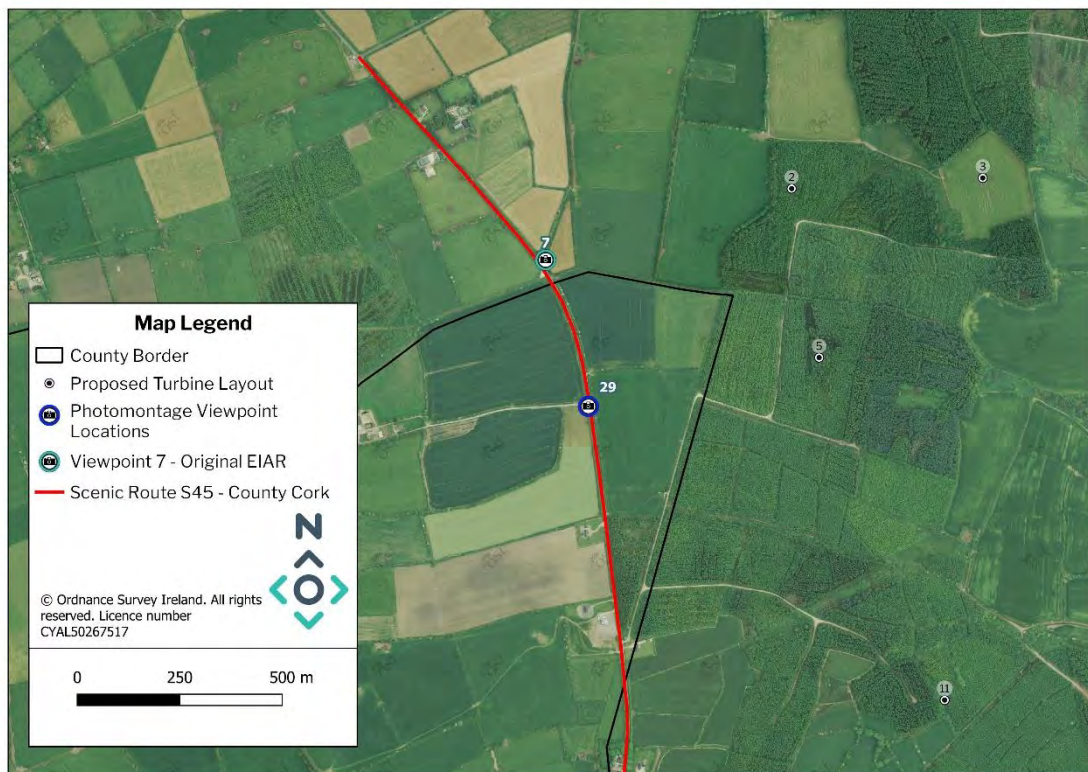 7
2
3
5
29
11
Map Legend
County Border
Proposed Turbine Layout
Photomontage Viewpoint
Locations
Viewpoint 7 - Original EIAR
Scenic Route S45 - County Cork
N
© Ordnance Survey Ireland. All rights
reserved. Licence number
CYAL50267517
0 250 500 m